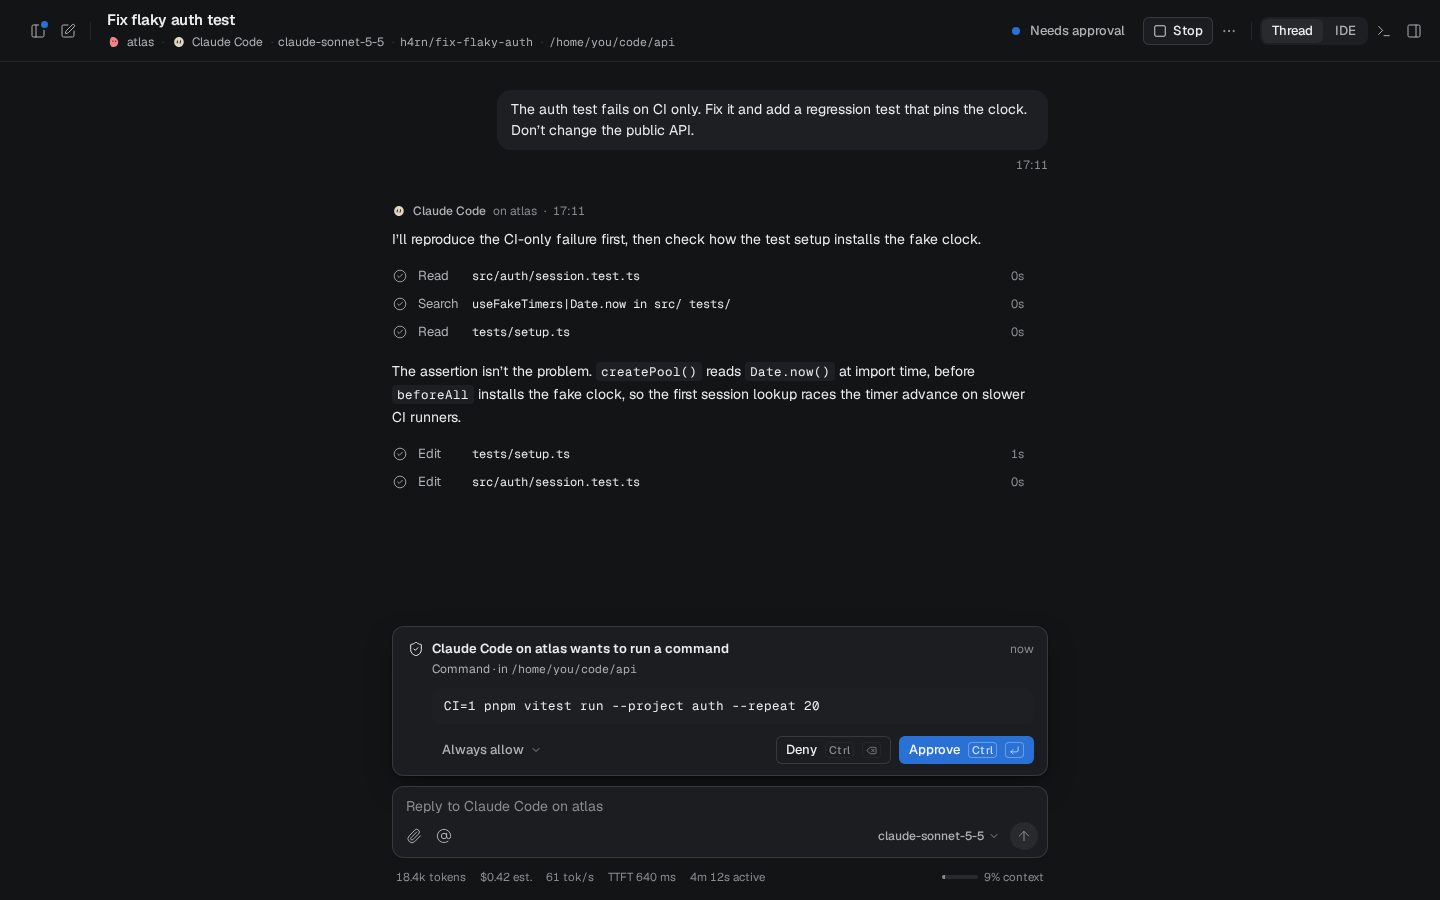 Fix flaky auth test
atlas · Claude Code · claude-sonnet-5-5 · h4rn/fix-flaky-auth · /home/you/code/api
Needs approval
Stop
Thread
IDE
The auth test fails on CI only. Fix it and add a regression test that pins the clock.
Don’t change the public API.
17:11
Claude Code on atlas · 17:11
I’ll reproduce the CI-only failure first, then check how the test setup installs the fake clock.
Read src/auth/session.test.ts 0s
Search useFakeTimers|Date.now in src/ tests/ 0s
Read tests/setup.ts 0s
The assertion isn’t the problem. createPool() reads Date.now() at import time, before
beforeAll installs the fake clock, so the first session lookup races the timer advance on slower
CI runners.
Edit tests/setup.ts 1s
Edit src/auth/session.test.ts 0s
Claude Code on atlas wants to run a command now
Command · in /home/you/code/api
CI=1 pnpm vitest run --project auth --repeat 20
Always allow
Deny Ctrl
Approve Ctrl
Reply to Claude Code on atlas
claude-sonnet-5-5
18.4k tokens $0.42 est. 61 tok/s TTFT 640 ms 4m 12s active 9% context